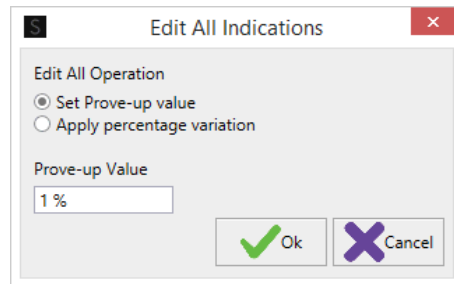 S Edit All Indications
Edit All Operation
Set Prove-up value
Apply percentage variation
Prove-up Value
1 %
Ok Cancel